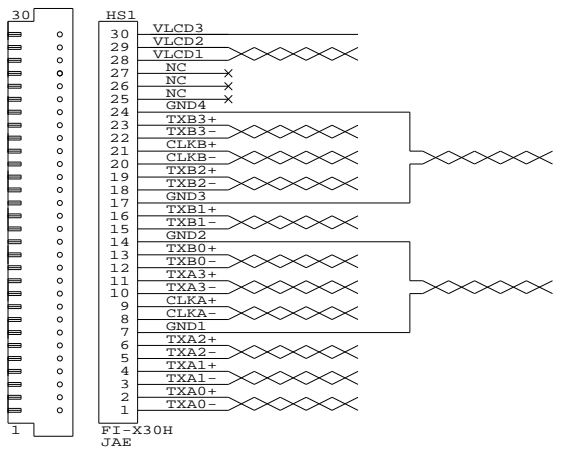 30 HS1
30 VLCD3
29 VLCD2
28 VLCD1
27 NC
26 NC
25 NC
24 GND4
23 TXB3+
22 TXB3-
21 CLKB+
20 CLKB-
19 TXB2+
18 TXB2-
17 GND3
16 TXB1+
15 TXB1-
14 GND2
13 TXB0+
12 TXB0-
11 TXA3+
10 TXA3-
9 CLKA+
8 CLKA-
7 GND1
6 TXA2+
5 TXA2-
4 TXA1+
3 TXA1-
2 TXA0+
1 TXA0-
1 FI-X30H
JAE